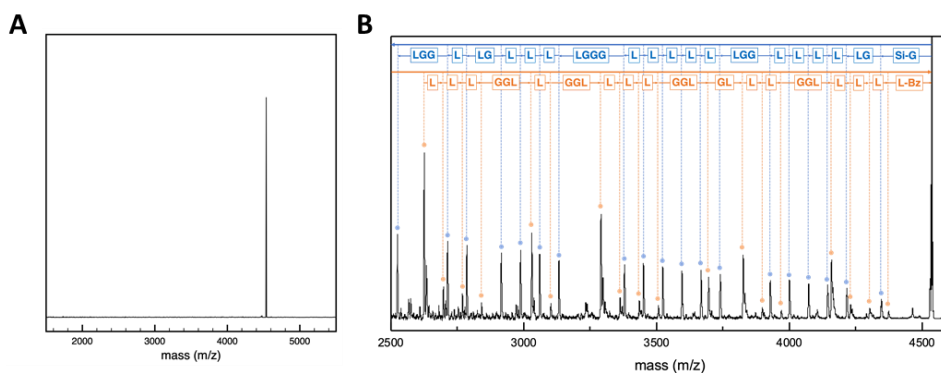 A
B
LGG L LG L L L LGGG L L L L L LGG L L L L LG Si-G
L L L GGL L GGL L L L GGL GL L L GGL L L L L-Bz
2000 3000 4000 5000
mass (m/z)
2500 3000 3500 4000 4500
mass (m/z)